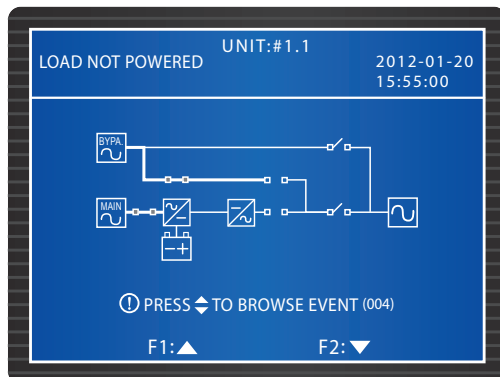 UNIT:#1.1
LOAD NOT POWERED
2012-01-20
15:55:00
BYPA.
MAIN
PRESS TO BROWSE EVENT (004)
F1:
F2: